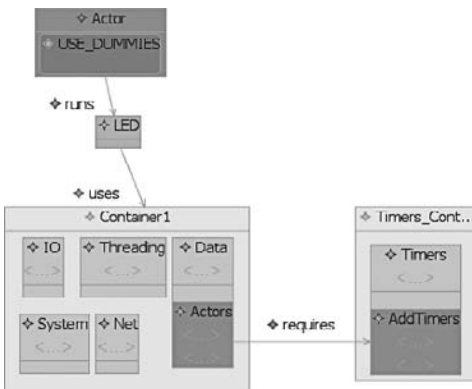 Actor
USE_DUMMIES
runs
LED
uses
Container1
Timers_Cont..
IO
Threading
Data
Timers
<...>
<...>
<...>
<...>
System
Net
Actors
requires
AddTimers
<...>
<...>
<...>
<...>
<...>
<...>